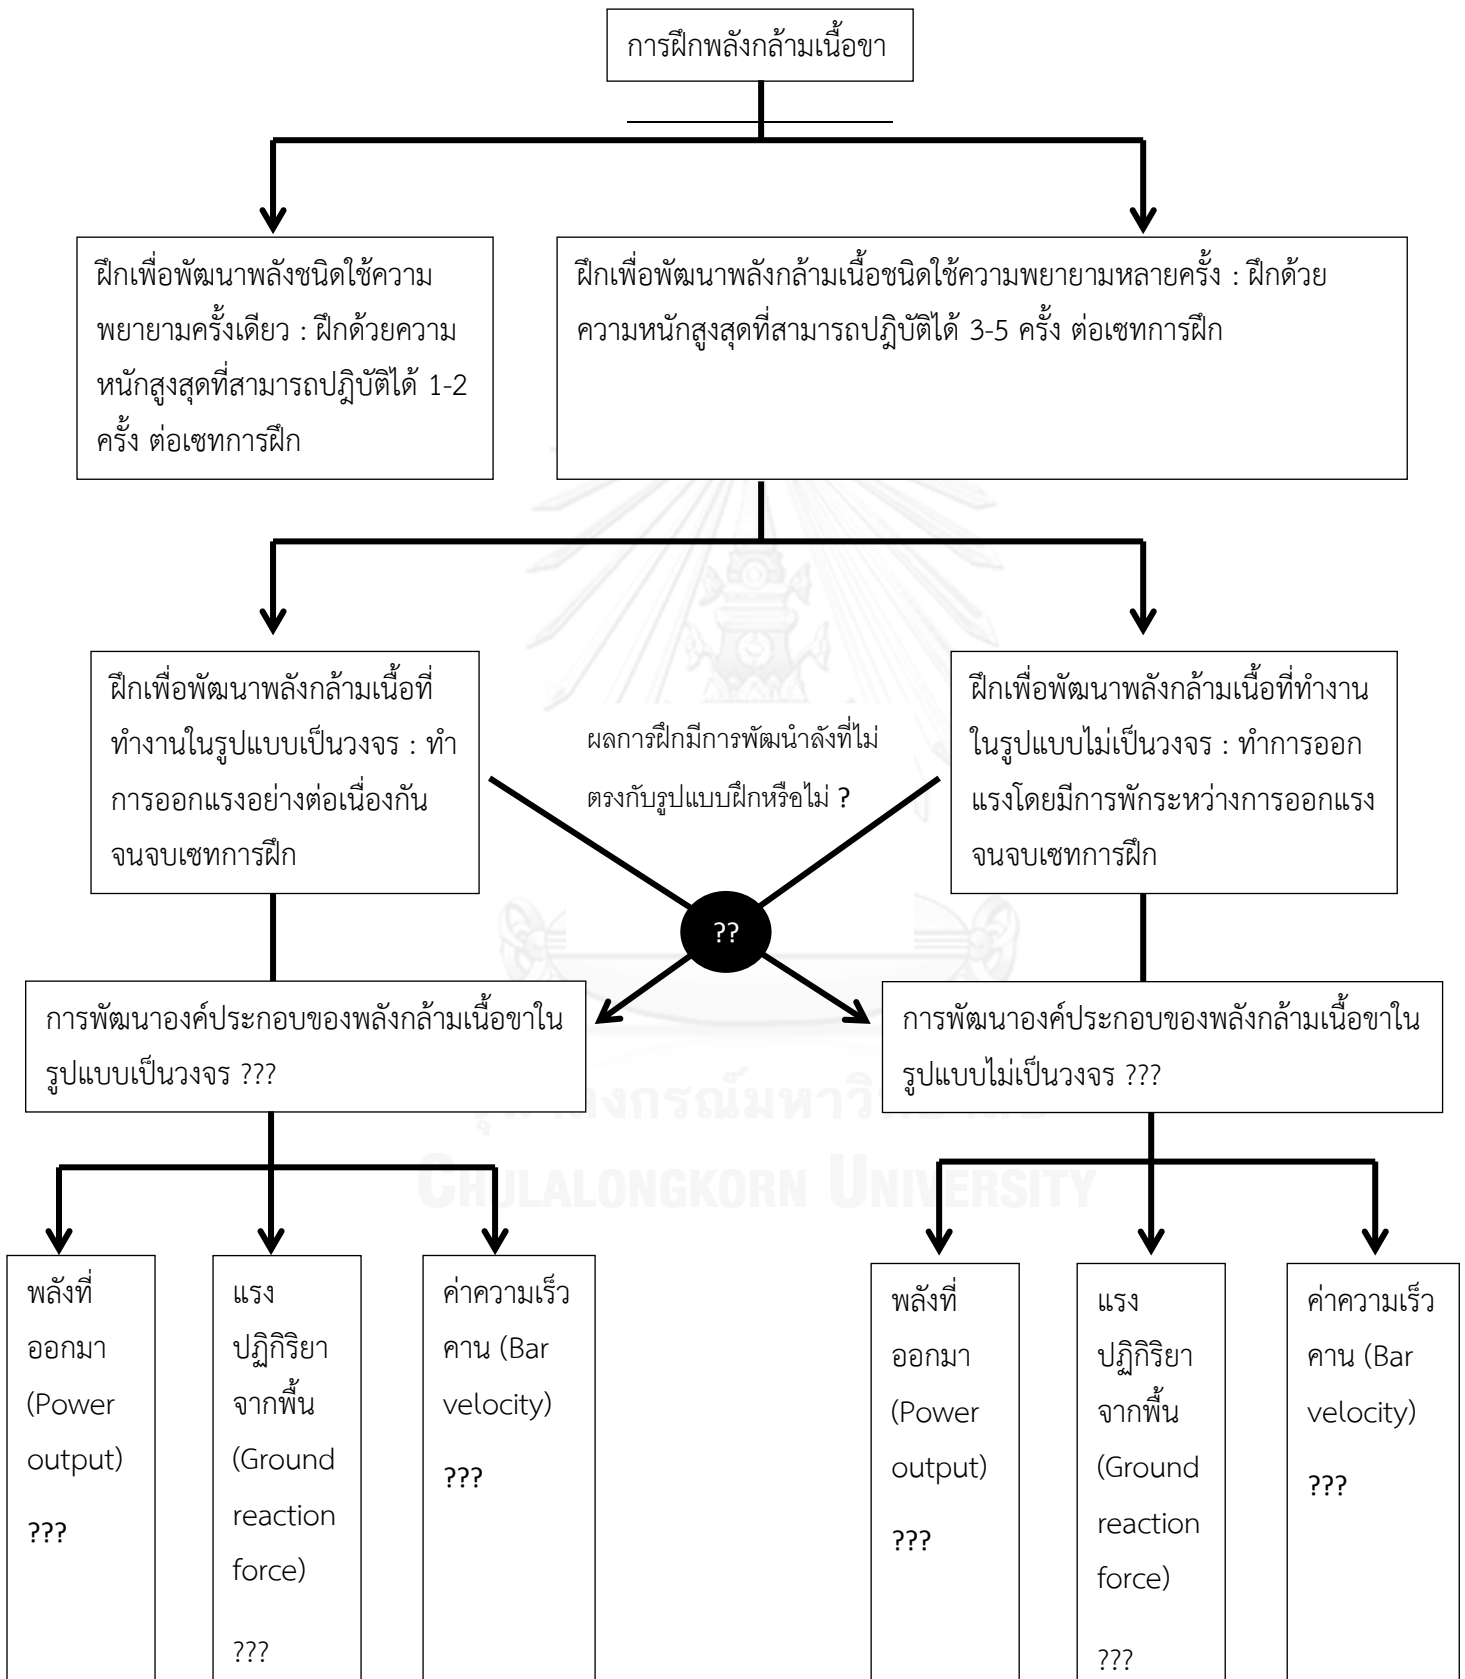 การฝึกพลังกล้ามเนื้อขา
ฝึกเพื่อพัฒนาพลังชนิดใช้ความ
พยายามครั้งเดียว : ฝึกด้วยความ
หนักสูงสุดที่สามารถปฎิบัติได้ 1-2
ครั้ง ต่อเซทการฝึก
ฝึกเพื่อพัฒนาพลังกล้ามเนื้อชนิดใช้ความพยายามหลายครั้ง : ฝึกด้วย
ความหนักสูงสุดที่สามารถปฎิบัติได้ 3-5 ครั้ง ต่อเซทการฝึก
ฝึกเพื่อพัฒนาพลังกล้ามเนื้อที่
ทำงานในรูปแบบเป็นวงจร : ทำ
การออกแรงอย่างต่อเนื่องกัน
จนจบเซทการฝึก
ผลการฝึกมีการพัฒนำลังที่ไม่
ตรงกับรูปแบบฝึกหรือไม่ ?
ฝึกเพื่อพัฒนาพลังกล้ามเนื้อที่ทำงาน
ในรูปแบบไม่เป็นวงจร : ทำการออก
แรงโดยมีการพักระหว่างการออกแรง
จนจบเซทการฝึก
??
การพัฒนาองค์ประกอบของพลังกล้ามเนื้อขาใน
รูปแบบเป็นวงจร ???
การพัฒนาองค์ประกอบของพลังกล้ามเนื้อขาใน
รูปแบบไม่เป็นวงจร ???
CHULALONGKORN UNIVERSITY
พลังที่
ออกมา
(Power
output)
???
แรง
ปฏิกิริยา
จากพื้น
(Ground
reaction
force)
???
ค่าความเร็ว
คาน (Bar
velocity)
???
พลังที่
ออกมา
(Power
output)
???
แรง
ปฏิกิริยา
จากพื้น
(Ground
reaction
force)
???
ค่าความเร็ว
คาน (Bar
velocity)
???